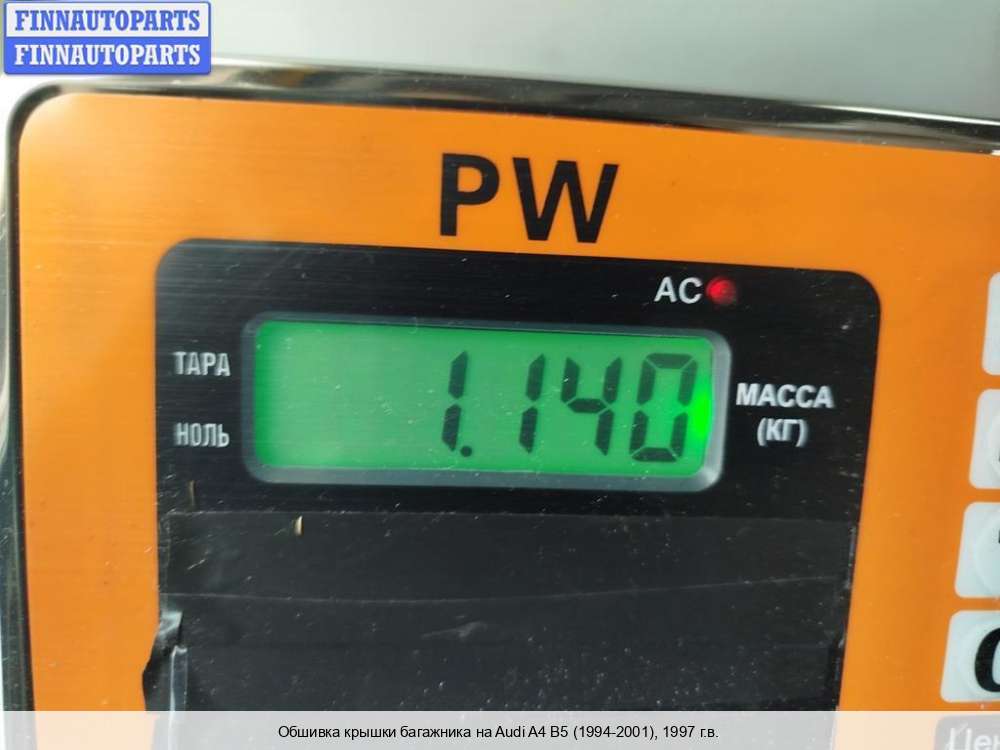 FINNAUTOPARTS
FINNAUTOPARTS
PW
AC
ТАРА
1.140
МАССА
(КГ)
НОЛЬ
Обшивка крышки багажника на Audi A4 B5 (1994-2001), 1997 г.в.